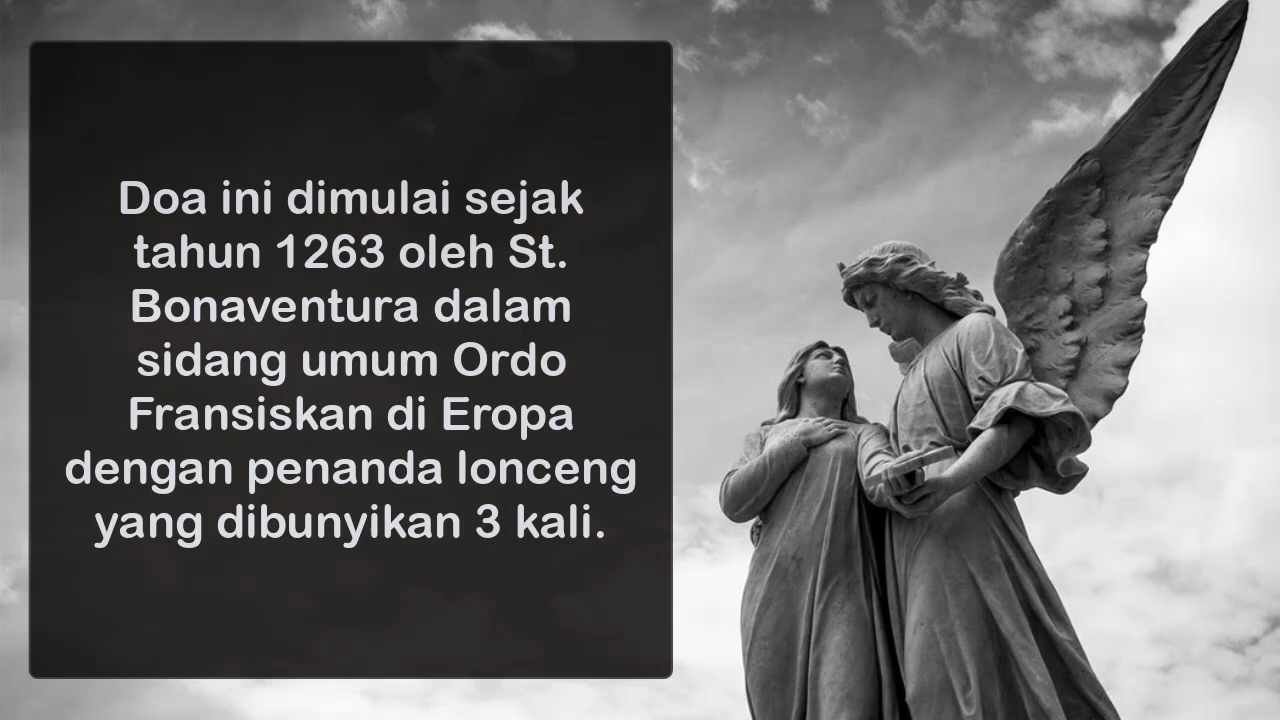 Doa ini dimulai sejak
tahun 1263 oleh St.
Bonaventura dalam
sidang umum Ordo
Fransiskan di Eropa
dengan penanda lonceng
yang dibunyikan 3 kali.